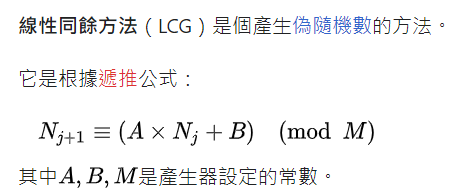 線性同餘方法（LCG）是個產生偽隨機數的方法。
它是根據遞推公式：
N_{j+1} ≡ (A × N_j + B) (mod M)
其中A, B, M是產生器設定的常數。